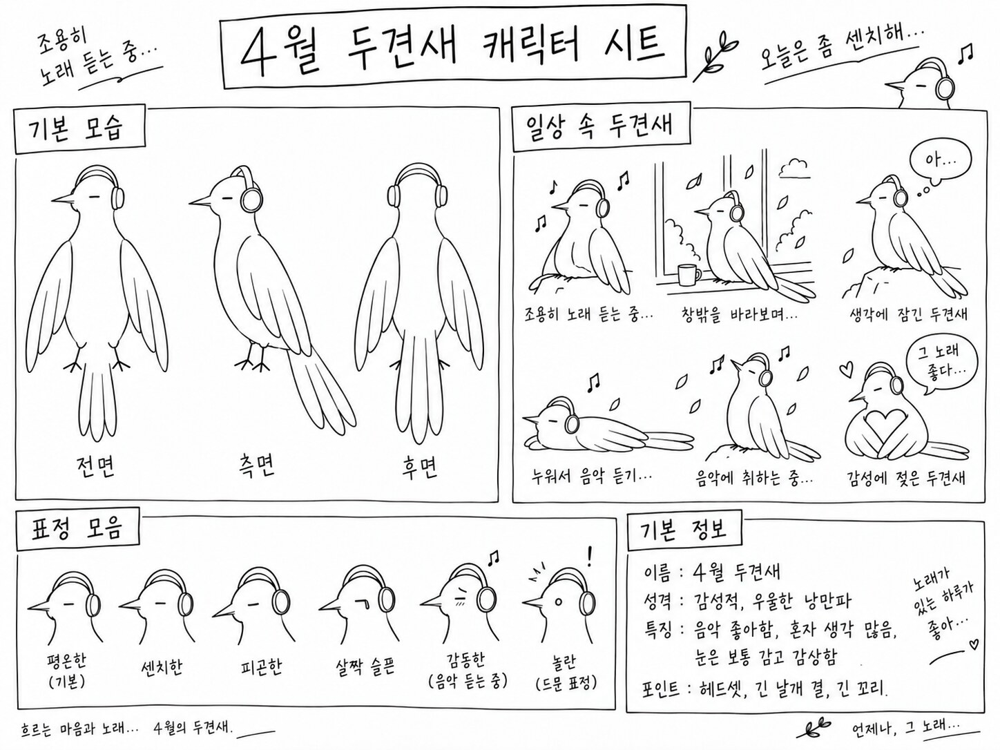 조용히
노래 듣는 중...
4월 두견새 캐릭터 시트
오늘은 좀 센치해...
기본 모습
전면
측면
후면
일상 속 두견새
아...
조용히 노래 듣는 중...
창밖을 바라보며...
생각에 잠긴 두견새
그 노래
좋다...
누워서 음악 듣기...
음악에 취하는 중...
감성에 젖은 두견새
표정 모음
!
평온한
(기본)
센치한
피곤한
살짝 슬픈
감동한
(음악 듣는 중)
놀란
(드문 표정)
기본 정보
이름 : 4월 두견새
성격 : 감성적, 우울한 낭만파
특징 : 음악 좋아함, 혼자 생각 많음,
눈은 보통 감고 감상함
포인트 : 헤드셋, 긴 날개 결, 긴 꼬리.
노래가
있는 하루가
좋아...
흐르는 마음과 노래... 4월의 두견새.
언제나, 그 노래...